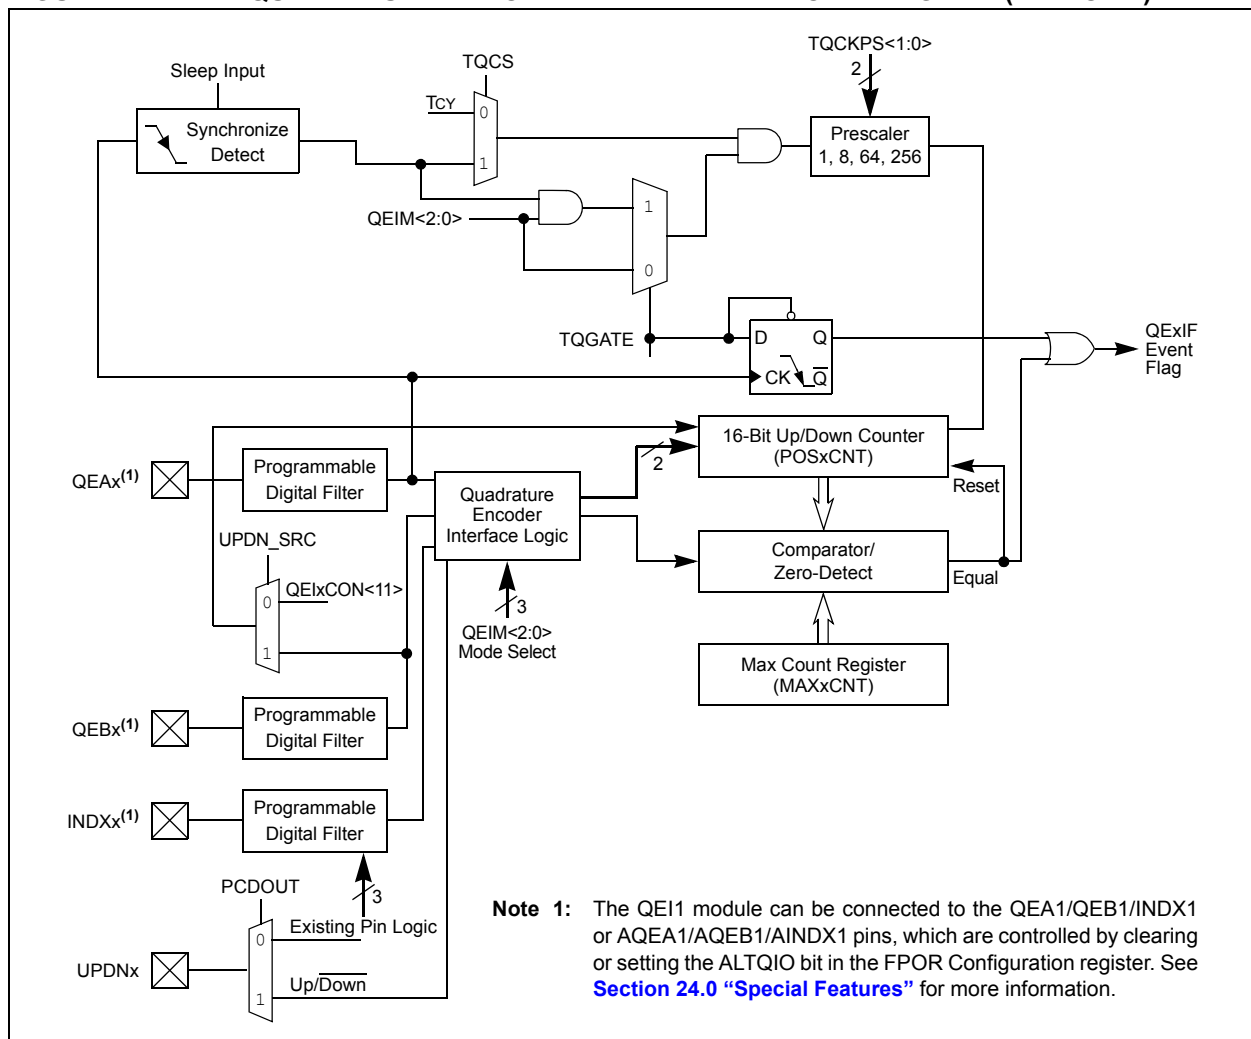 TQCKPS<1:0>
2
TQCS
Sleep Input
TCY
0
1
Synchronize
Detect
Prescaler
1, 8, 64, 256
QEIM<2:0>
1
0
TQGATE
D Q
CK Q
QExIF
Event
Flag
QEAx(1)
Programmable
Digital Filter
Quadrature
Encoder
Interface Logic
2
16-Bit Up/Down Counter
(POSxCNT)
Reset
UPDN_SRC
0
QEIxCON<11>
1
3
QEIM<2:0>
Mode Select
Comparator/
Zero-Detect
Equal
Max Count Register
(MAXxCNT)
QEBx(1)
Programmable
Digital Filter
INDXx(1)
Programmable
Digital Filter
3
PCDOUT
0
Existing Pin Logic
UPDNx
1
Up/Down
Note 1: The QEI1 module can be connected to the QEA1/QEB1/INDX1
or AQEA1/AQEB1/AINDX1 pins, which are controlled by clearing
or setting the ALTQIO bit in the FPOR Configuration register. See
Section 24.0 “Special Features” for more information.